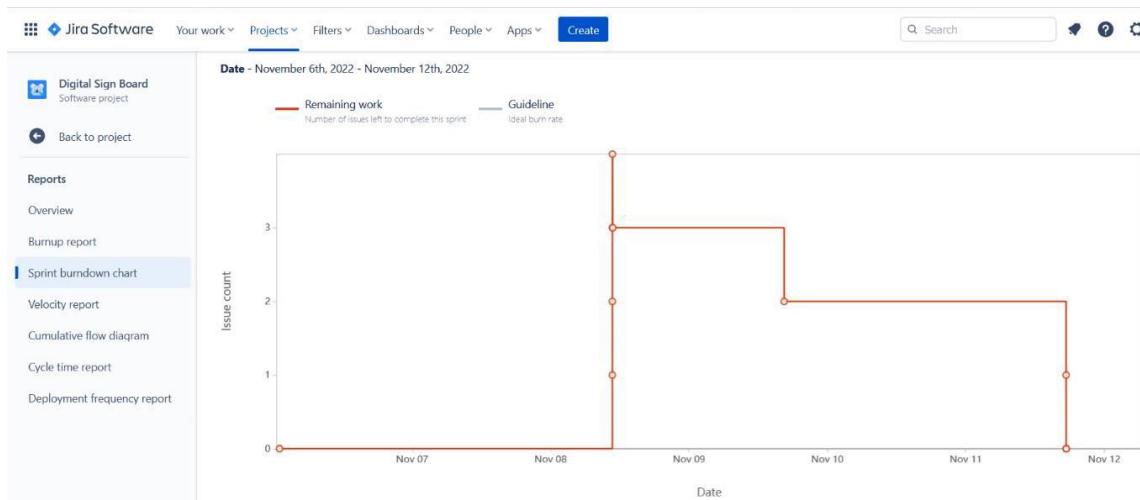 Jira Software Your work Projects Filters Dashboards People Apps Create Search
Digital Sign Board
Software project
Back to project
Reports
Overview
Burnup report
Sprint burndown chart
Velocity report
Cumulative flow diagram
Cycle time report
Deployment frequency report
Date - November 6th, 2022 - November 12th, 2022
Remaining work
Number of issues left to complete this sprint
Guideline
Ideal burn rate
Issue count
3
2
1
0
Nov 07 Nov 08 Nov 09 Nov 10 Nov 11 Nov 12
Date